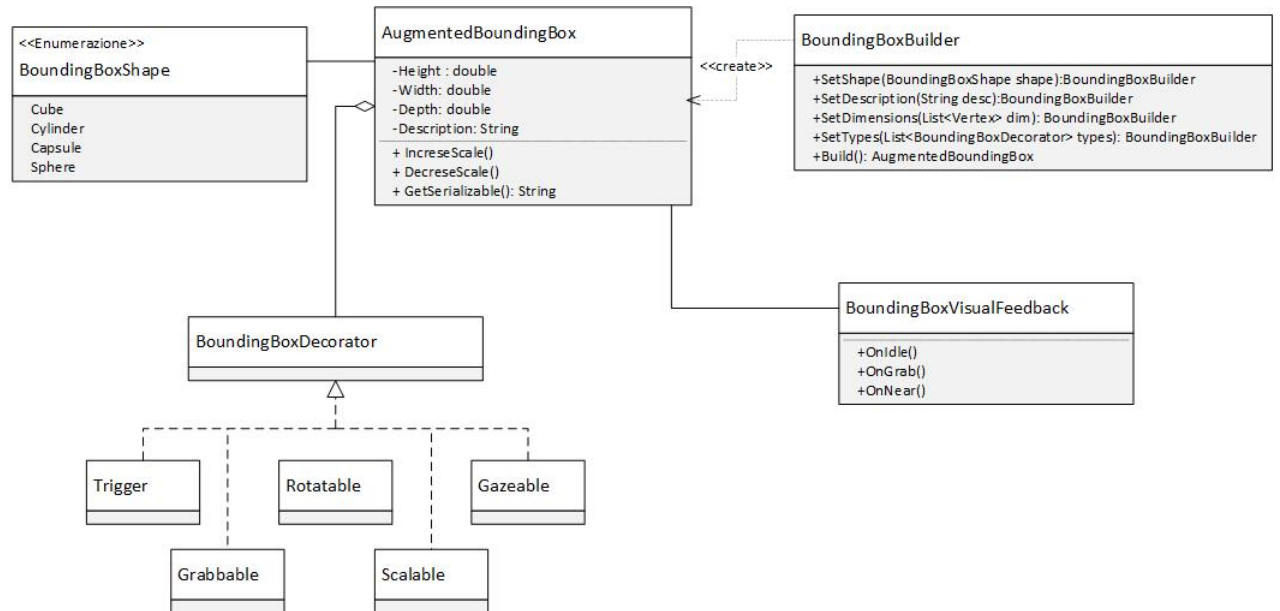 <<Enumerazione>>
BoundingBoxShape
Cube
Cylinder
Capsule
Sphere
AugmentedBoundingBox
-Height : double
-Width: double
-Depth: double
-Description: String
+ IncreseScale()
+ DecreseScale()
+ GetSerializable(): String
<<create>>
BoundingBoxBuilder
+SetShape(BoundingBoxShape shape):BoundingBoxBuilder
+SetDescription(String desc):BoundingBoxBuilder
+SetDimensions(List<Vertex> dim): BoundingBoxBuilder
+SetTypes(List<BoundingBoxDecorator> types): BoundingBoxBuilder
+Build(): AugmentedBoundingBox
BoundingBoxVisualFeedback
+OnIdle()
+OnGrab()
+OnNear()
BoundingBoxDecorator
Trigger
Rotatable
Gazeable
Grabbable
Scalable